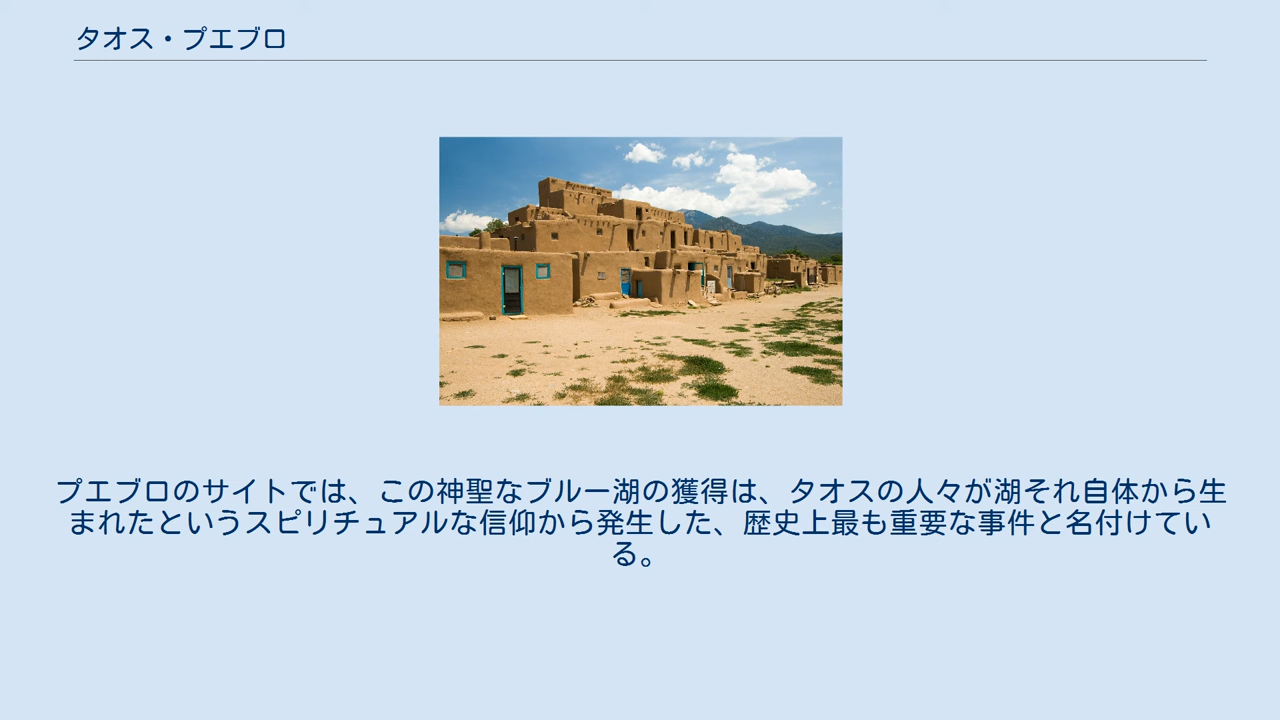 タオス・プエブロ
プエブロのサイトでは、この神聖なブルー湖の獲得は、タオスの人々が湖それ自体から生
まれたというスピリチュアルな信仰から発生した、歴史上最も重要な事件と名付けてい
る。